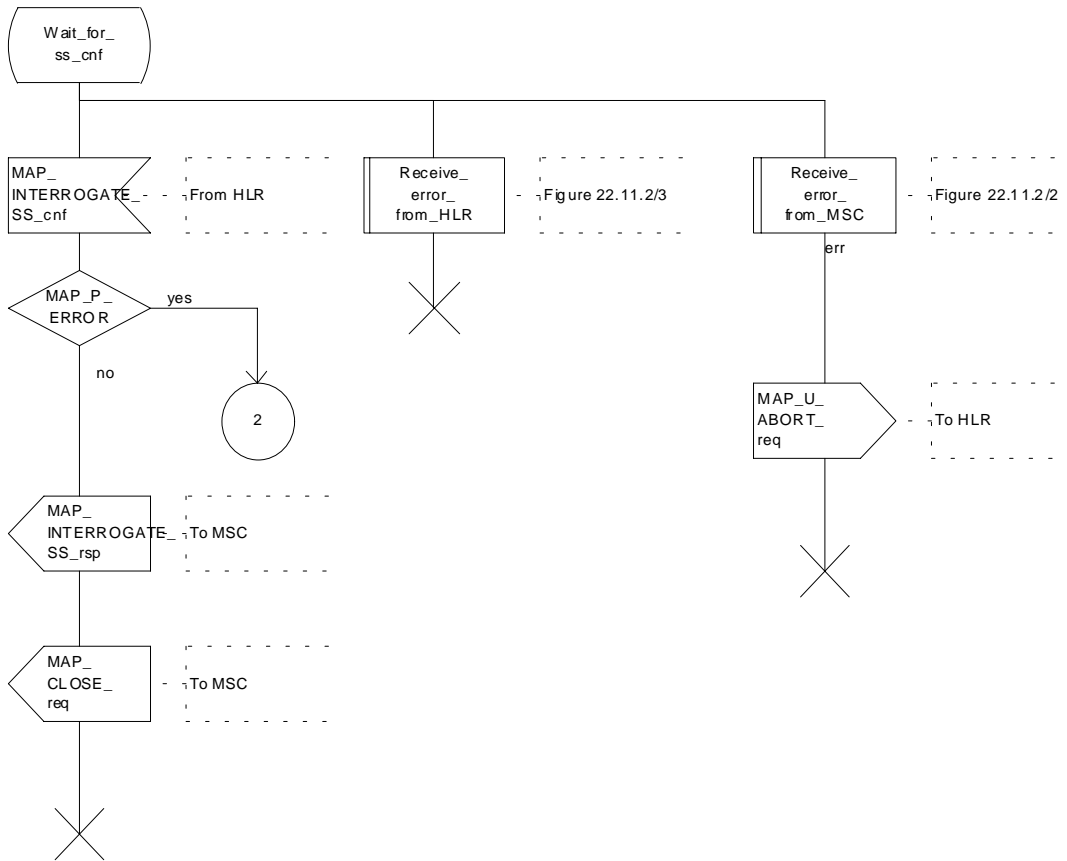 Wait_for_
ss_cnf
MAP_
INTERROGATE_
SS_cnf
From HLR
Receive_
error_
from_HLR
Figure 22.11.2/3
Receive_
error_
from_MSC
Figure 22.11.2/2
err
MAP_P_
ERROR
yes
no
2
MAP_U_
ABORT_
req
To HLR
MAP_
INTERROGATE_
SS_rsp
To MSC
MAP_
CLOSE_
req
To MSC